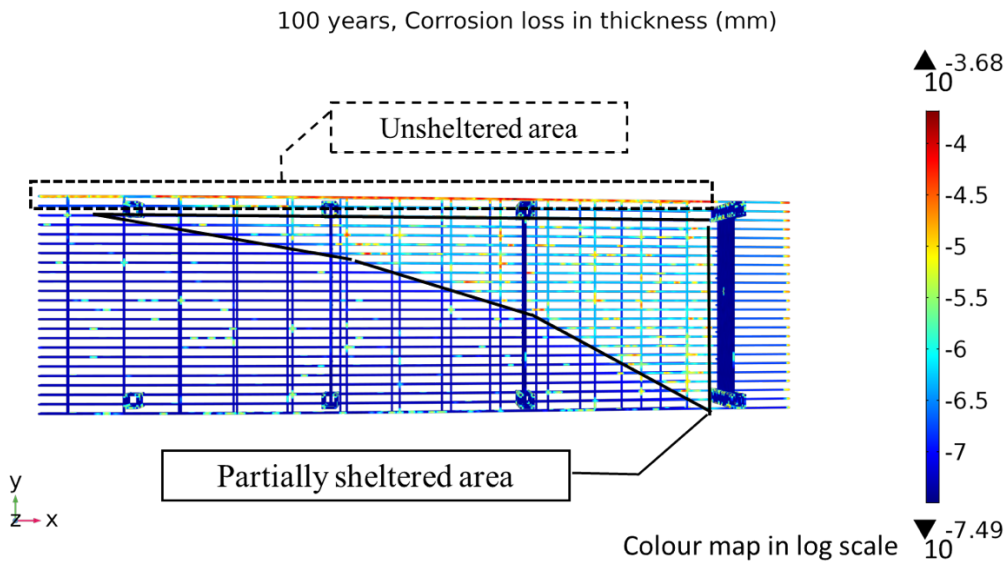 100 years, Corrosion loss in thickness (mm)
10 -3.68
Unsheltered area
-4
-4.5
-5
-5.5
-6
-6.5
-7
Partially sheltered area
y
z x
10 -7.49
Colour map in log scale